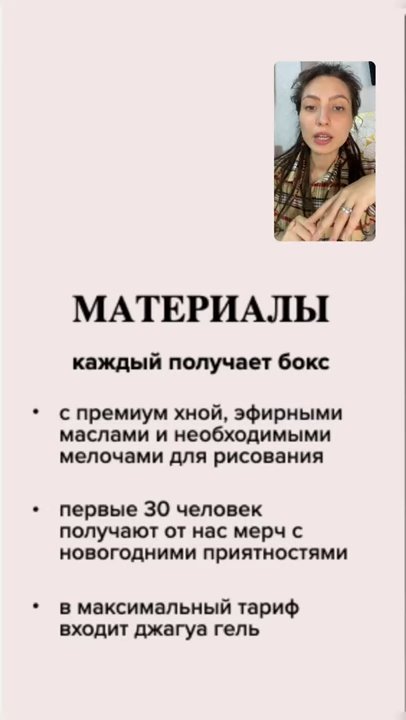 МАТЕРИАЛЫ
каждый получает бокс
• с премиум хной, эфирными
маслами и необходимыми
мелочами для рисования
• первые 30 человек
получают от нас мерч с
новогодними приятностями
• в максимальный тариф
входит джагуа гель